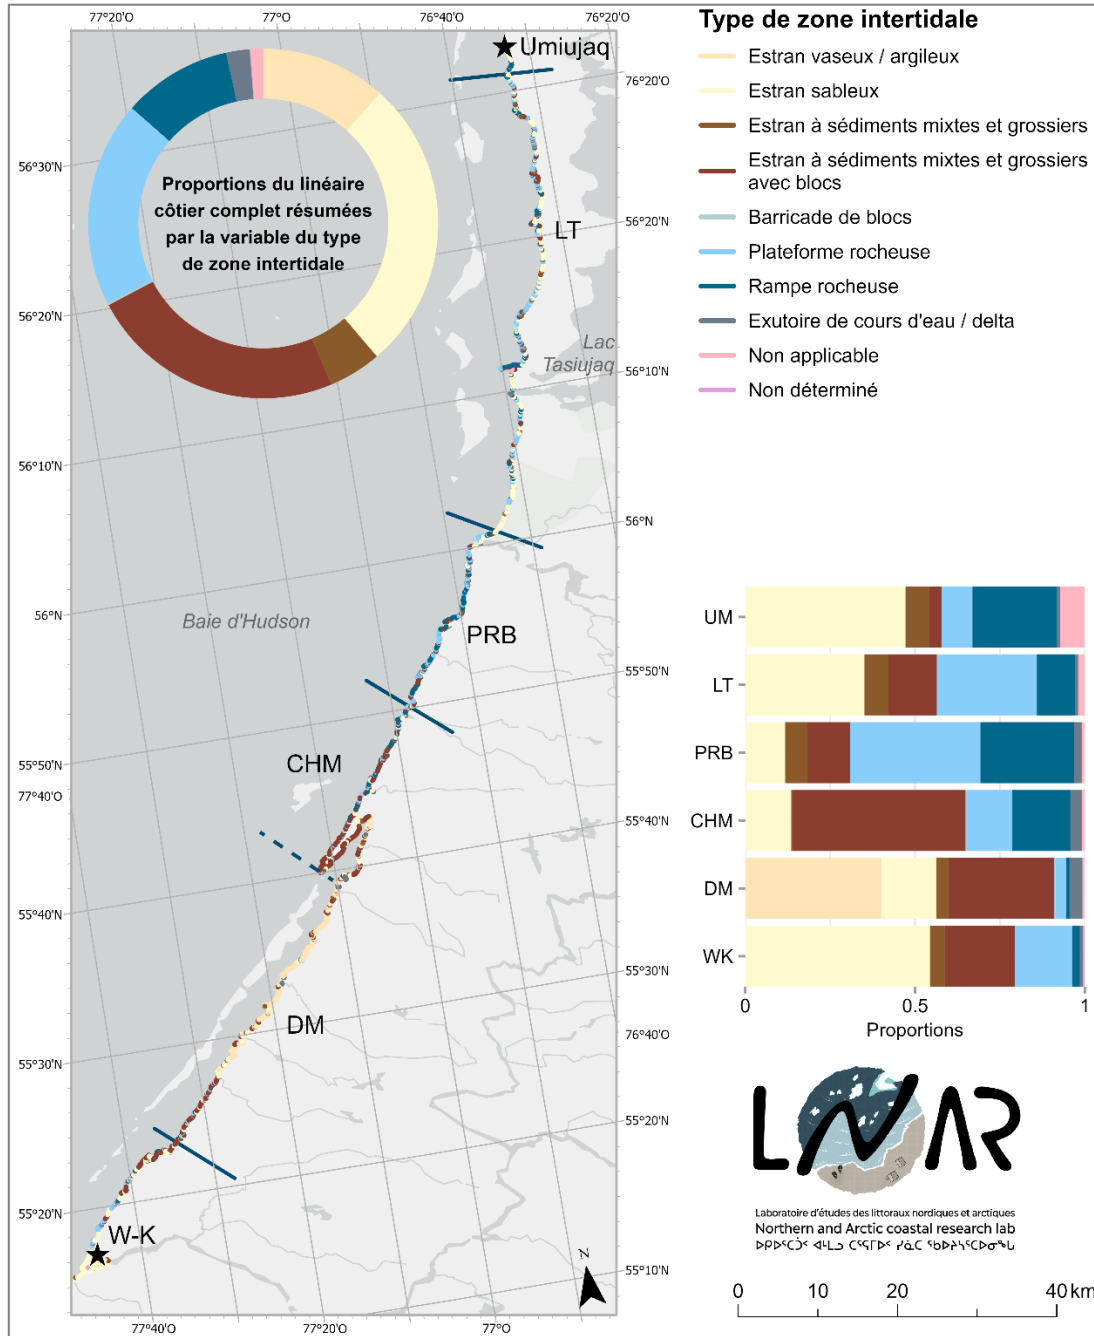 77°20'O
77°0
76°40'O
76°20'O
Umiujaq
76°20'O
56°30'N
56°20'N
LT
56°20'N
Lac
Tasiujaq
56°10'N
56°10'N
56°N
56°N
Baie d'Hudson
PRB
55°50'N
CHM
55°50'N
77°40'O
55°40'N
55°40'N
55°30'N
DM
76°40'O
55°30'N
55°20'N
55°20'N
W-K
55°10'N
N
77°40'O
77°20'O
77°O
Proportions du linéaire
côtier complet résumées
par la variable du type
de zone intertidale
Type de zone intertidale
Estran vaseux / argileux
Estran sableux
Estran à sédiments mixtes et grossiers
Estran à sédiments mixtes et grossiers
avec blocs
Barricade de blocs
Plateforme rocheuse
Rampe rocheuse
Exutoire de cours d'eau / delta
Non applicable
Non déterminé
UM
LT
PRB
CHM
DM
WK
0
0.5
1
Proportions
LNAR
Laboratoire d'études des littoraux nordiques et arctiques
Northern and Arctic coastal research lab
0
10
20
40 km